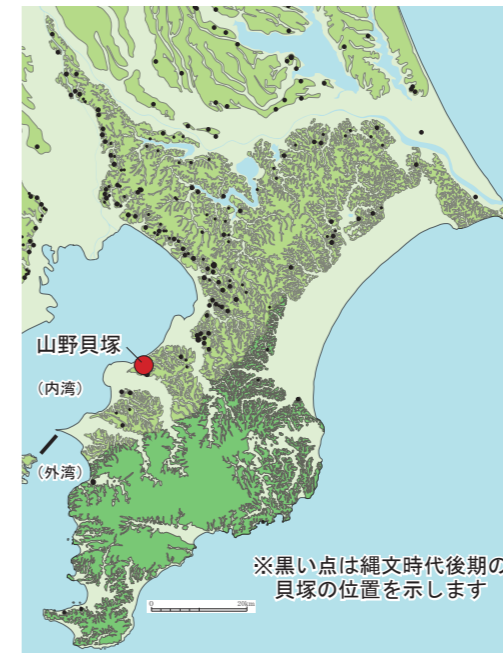 山野貝塚
（内湾）
（外湾）
※黒い点は縄文時代後期の
貝塚の位置を示します
0 20km